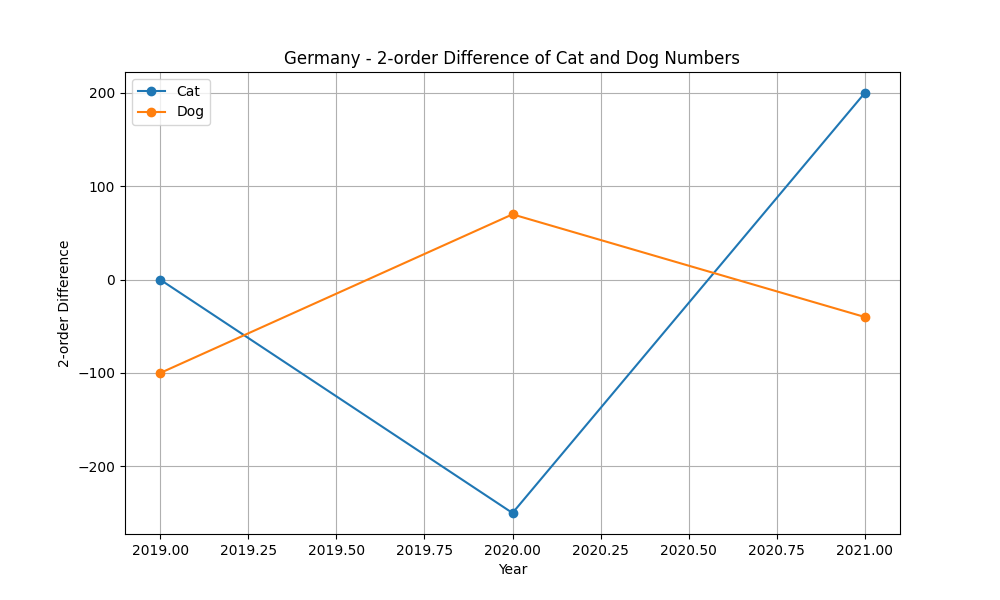 Germany - 2-order Difference of Cat and Dog Numbers
Cat
Dog
200
100
0
−100
−200
2-order Difference
2019.00 2019.25 2019.50 2019.75 2020.00 2020.25 2020.50 2020.75 2021.00
Year